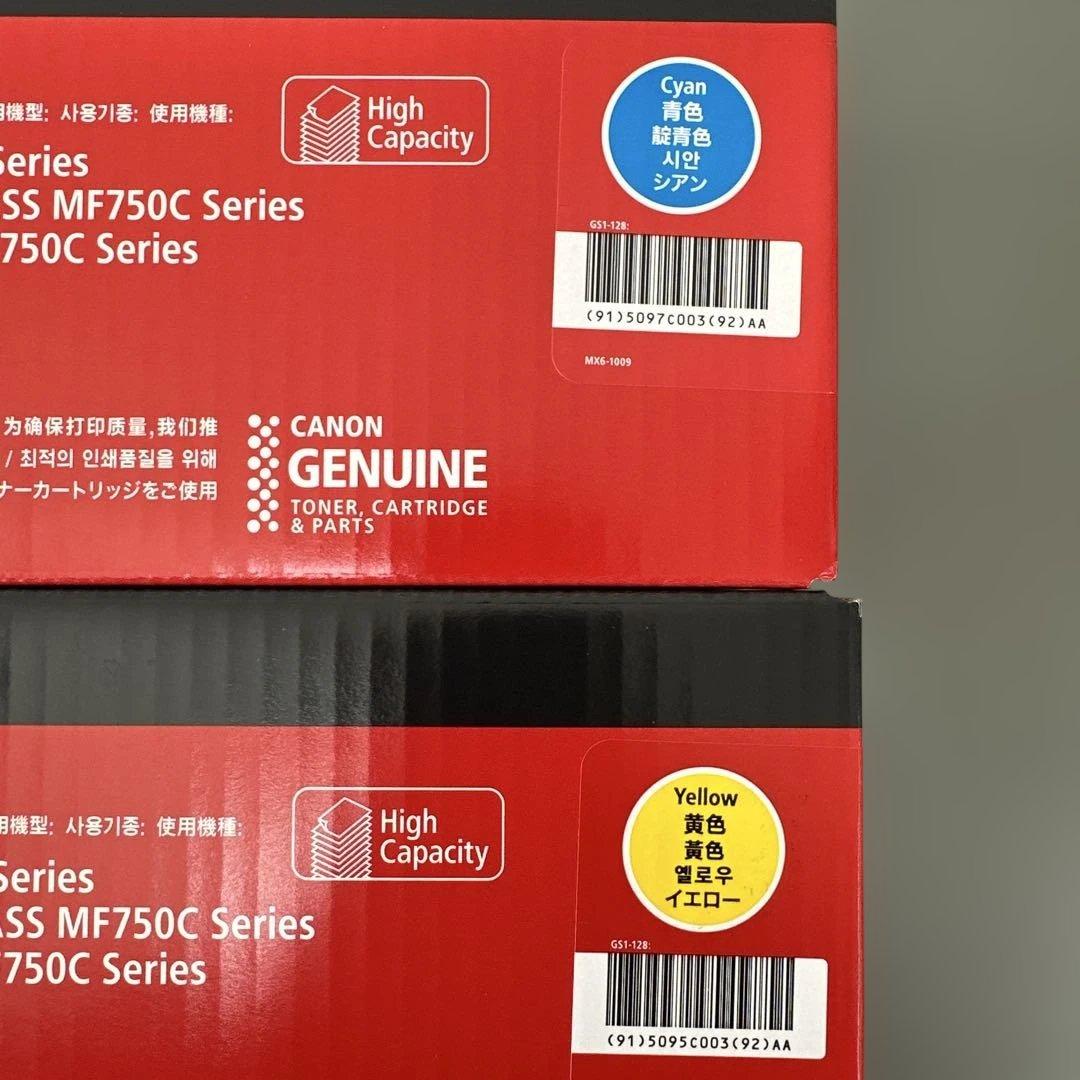 用機型: 사용기종: 使用機種:
Series
SS MF750C Series
750C Series
High
Capacity
Cyan
青色
靛青色
시안
シアン
GS1-128:
(91)5097C003(92)AA
MX6-1009
为确保打印质量,我们推
/ 최적의 인쇄품질을 위해
ナーカートリッジをご使用
CANON
GENUINE
TONER, CARTRIDGE
& PARTS
用機型: 사용기종: 使用機種:
Series
ASS MF750C Series
F750C Series
High
Capacity
Yellow
黄色
黃色
옐로우
イエロー
GS1-128:
(91)5095C003(92)AA